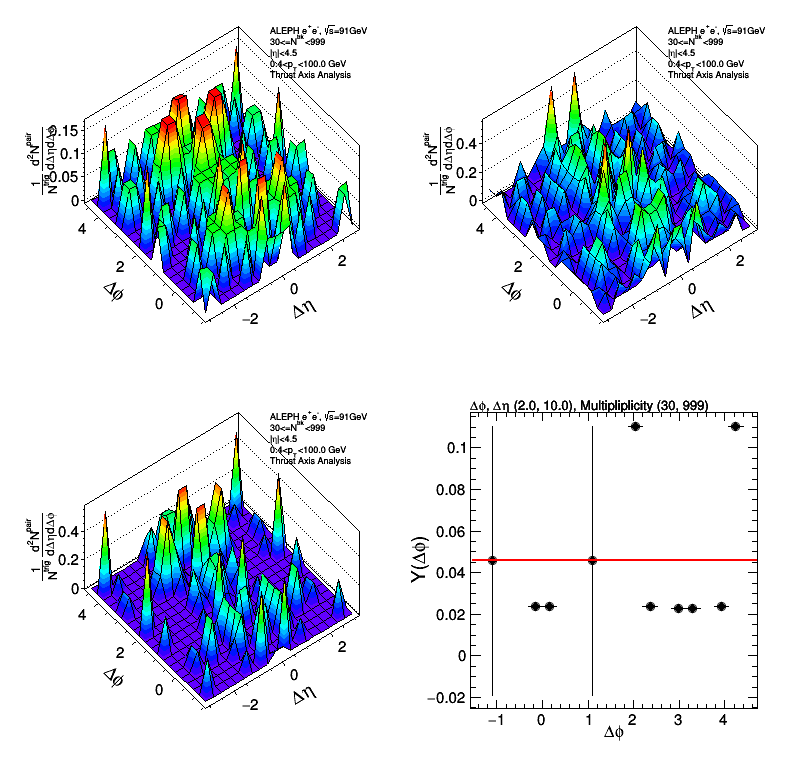 ALEPH e⁺e⁻, √s=91GeV
30<=N^trk<999
|η|<4.5
0.4<p_T<100.0 GeV
Thrust Axis Analysis
1/N^trig d²N^pair/dΔηdΔφ
0.15
0.1
0.05
0
4
2
0
Δφ
−2
0
2
Δη
ALEPH e⁺e⁻, √s=91GeV
30<=N^trk<999
|η|<4.5
0.4<p_T<100.0 GeV
Thrust Axis Analysis
1/N^trig d²N^pair/dΔηdΔφ
0.4
0.2
0
4
2
0
Δφ
−2
0
2
Δη
ALEPH e⁺e⁻, √s=91GeV
30<=N^trk<999
|η|<4.5
0.4<p_T<100.0 GeV
Thrust Axis Analysis
1/N^trig d²N^pair/dΔηdΔφ
0.4
0.2
0
4
2
0
Δφ
−2
0
2
Δη
Δφ, Δη (2.0, 10.0), Multipliplicity (30, 999)
Y(Δφ)
0.1
0.08
0.06
0.04
0.02
0
−0.02
−1 0 1 2 3 4
Δφ